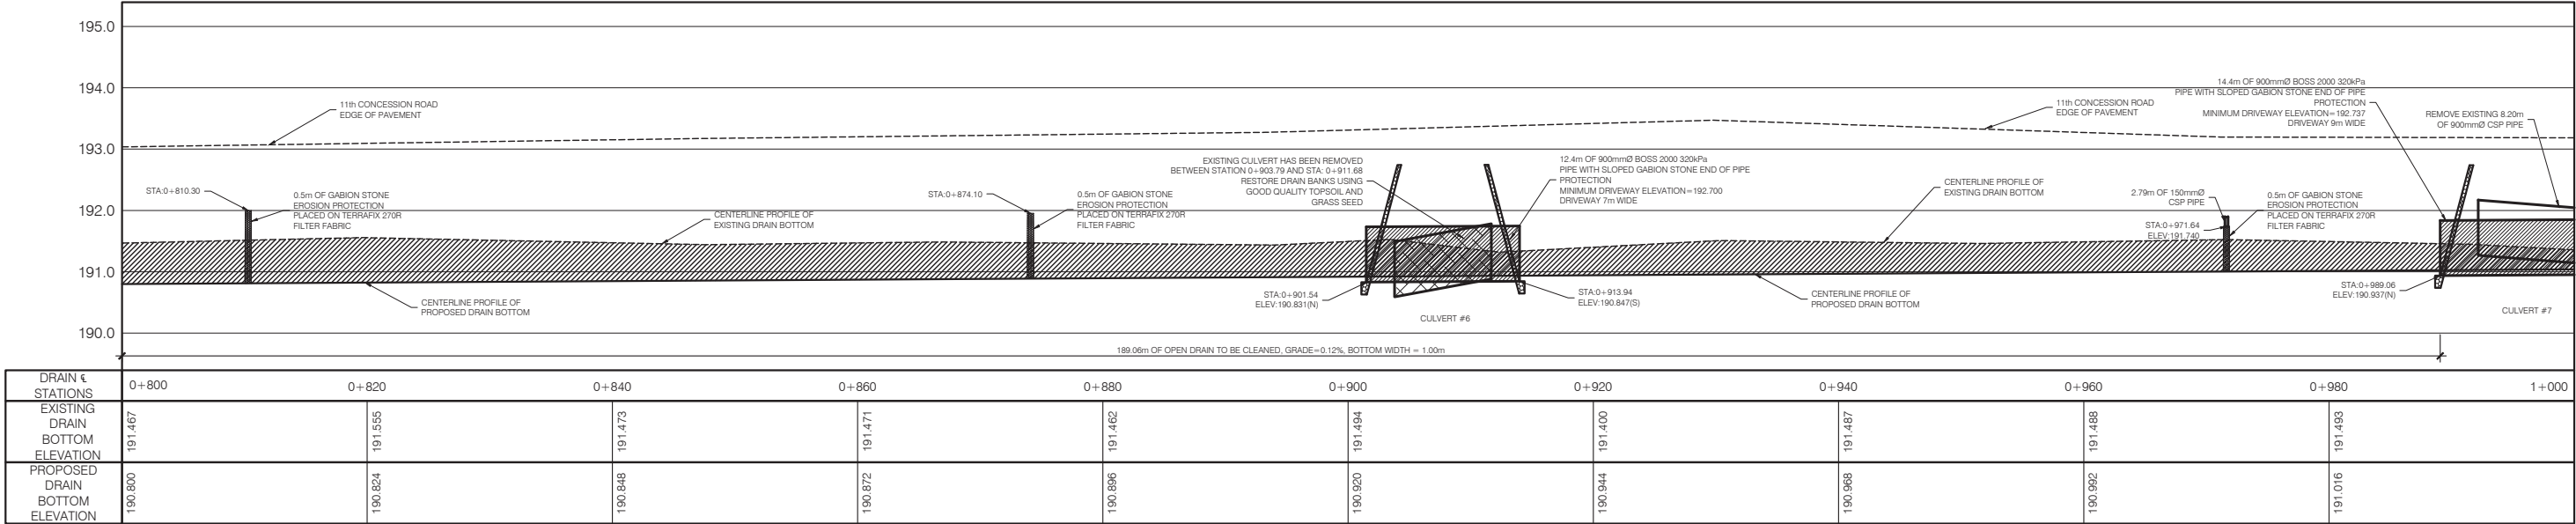 195.0
194.0
193.0
192.0
191.0
190.0
11th CONCESSION ROAD
EDGE OF PAVEMENT
STA:0+810.30
0.5m OF GABION STONE
EROSION PROTECTION
PLACED ON TERRAFIX 270R
FILTER FABRIC
CENTERLINE PROFILE OF
PROPOSED DRAIN BOTTOM
CENTERLINE PROFILE OF
EXISTING DRAIN BOTTOM
STA:0+874.10
0.5m OF GABION STONE
EROSION PROTECTION
PLACED ON TERRAFIX 270R
FILTER FABRIC
EXISTING CULVERT HAS BEEN REMOVED
BETWEEN STATION 0+903.79 AND STA: 0+911.68
RESTORE DRAIN BANKS USING
GOOD QUALITY TOPSOIL AND
GRASS SEED
12.4m OF 900mmØ BOSS 2000 320kPa
PIPE WITH SLOPED GABION STONE END OF PIPE
PROTECTION
MINIMUM DRIVEWAY ELEVATION=192.700
DRIVEWAY 7m WIDE
STA:0+901.54
ELEV:190.831(N)
STA:0+913.94
ELEV:190.847(S)
CULVERT #6
CENTERLINE PROFILE OF
EXISTING DRAIN BOTTOM
CENTERLINE PROFILE OF
PROPOSED DRAIN BOTTOM
11th CONCESSION ROAD
EDGE OF PAVEMENT
14.4m OF 900mmØ BOSS 2000 320kPa
PIPE WITH SLOPED GABION STONE END OF PIPE
PROTECTION
MINIMUM DRIVEWAY ELEVATION=192.737
DRIVEWAY 9m WIDE
REMOVE EXISTING 8.20m
OF 900mmØ CSP PIPE
2.79m OF 150mmØ
CSP PIPE
STA:0+971.64
ELEV:191.740
0.5m OF GABION STONE
EROSION PROTECTION
PLACED ON TERRAFIX 270R
FILTER FABRIC
STA:0+989.06
ELEV:190.937(N)
CULVERT #7
189.06m OF OPEN DRAIN TO BE CLEANED, GRADE=0.12%, BOTTOM WIDTH = 1.00m
DRAIN ℄
STATIONS
0+800 0+820 0+840 0+860 0+880 0+900 0+920 0+940 0+960 0+980 1+000
EXISTING
DRAIN
BOTTOM
ELEVATION
191.467 191.555 191.473 191.471 191.462 191.494 191.400 191.487 191.488 191.493
PROPOSED
DRAIN
BOTTOM
ELEVATION
190.800 190.824 190.848 190.872 190.896 190.920 190.944 190.968 190.992 191.016